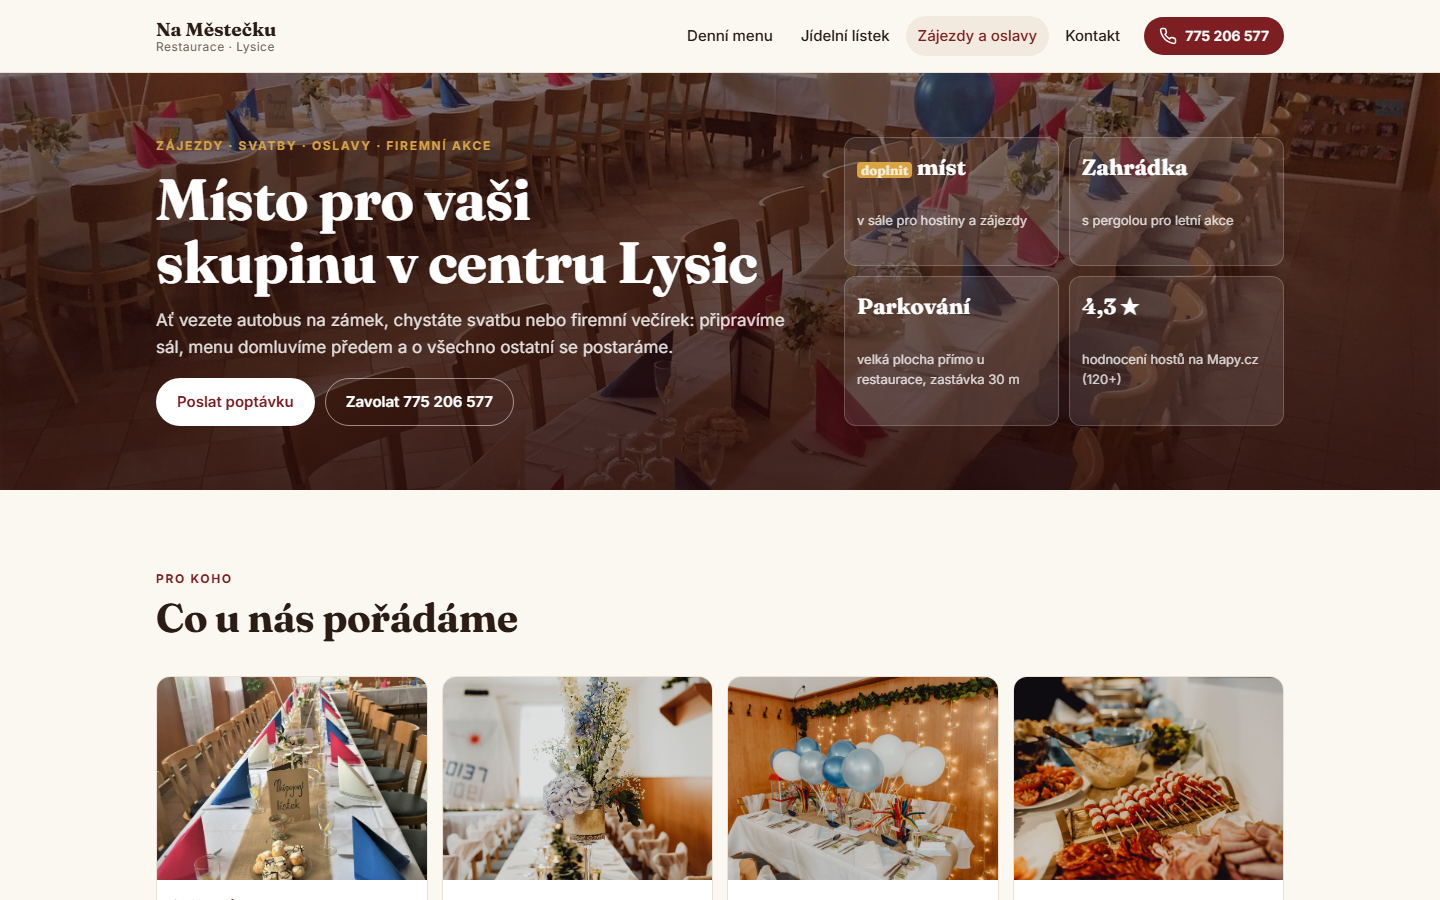 Na Městečku
Restaurace · Lysice
Denní menu
Jídelní lístek
Zájezdy a oslavy
Kontakt
775 206 577
ZÁJEZDY · SVATBY · OSLAVY · FIREMNÍ AKCE
Místo pro vaši
skupinu v centru Lysic
Ať vezete autobus na zámek, chystáte svatbu nebo firemní večírek: připravíme
sál, menu domluvíme předem a o všechno ostatní se postaráme.
Poslat poptávku
Zavolat 775 206 577
doplnit míst
v sále pro hostiny a zájezdy
Zahrádka
s pergolou pro letní akce
Parkování
velká plocha přímo u
restaurace, zastávka 30 m
4,3 ★
hodnocení hostů na Mapy.cz
(120+)
PRO KOHO
Co u nás pořádáme
Nápojový
lístek